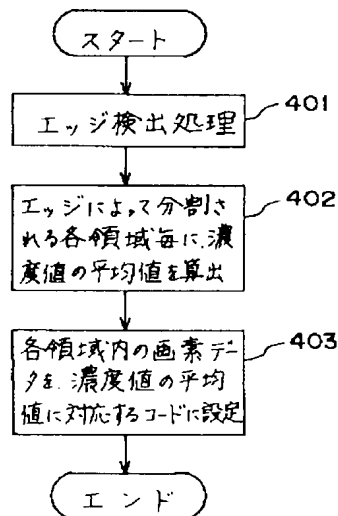 スタート
エッジ検出処理
401
エッジによって分割さ
れる各領域毎に、濃
度値の平均値を算出
402
各領域内の画素デー
タを、濃度値の平均
値に対応するコードに設定
403
エンド